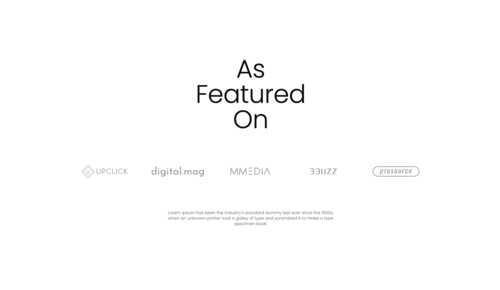 As
Featured
On
UPCLICK
digital.mag
MMEDIA
BUZZ
prosource
Lorem Ipsum has been the industry's standard dummy text ever since the 1500s,
when an unknown printer took a galley of type and scrambled it to make a type
specimen book.